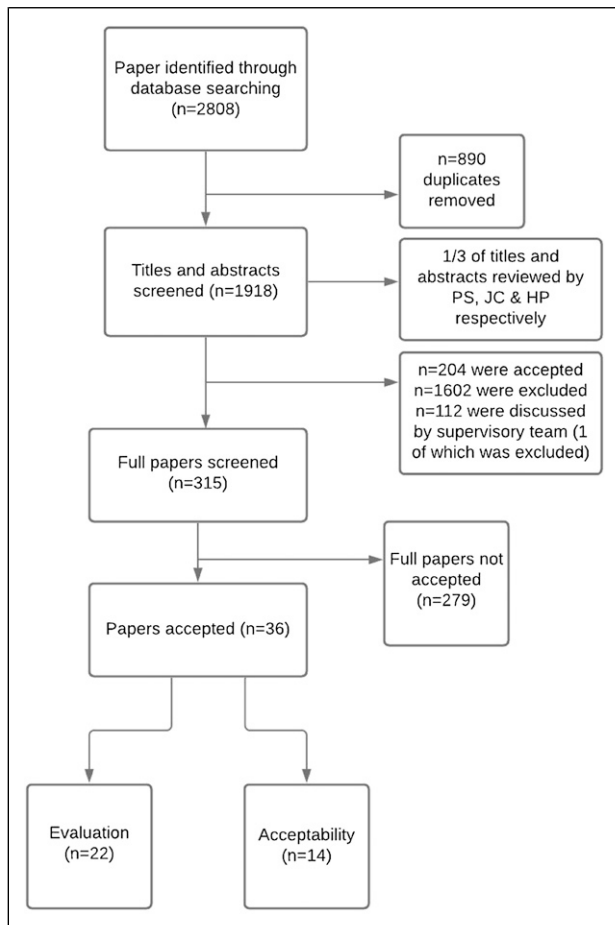 Paper identified through
database searching
(n=2808)
n=890
duplicates
removed
Titles and abstracts
screened (n=1918)
1/3 of titles and
abstracts reviewed by
PS, JC & HP
respectively
n=204 were accepted
n=1602 were excluded
n=112 were discussed
by supervisory team (1
of which was excluded)
Full papers screened
(n=315)
Full papers not
accepted
(n=279)
Papers accepted (n=36)
Evaluation
(n=22)
Acceptability
(n=14)